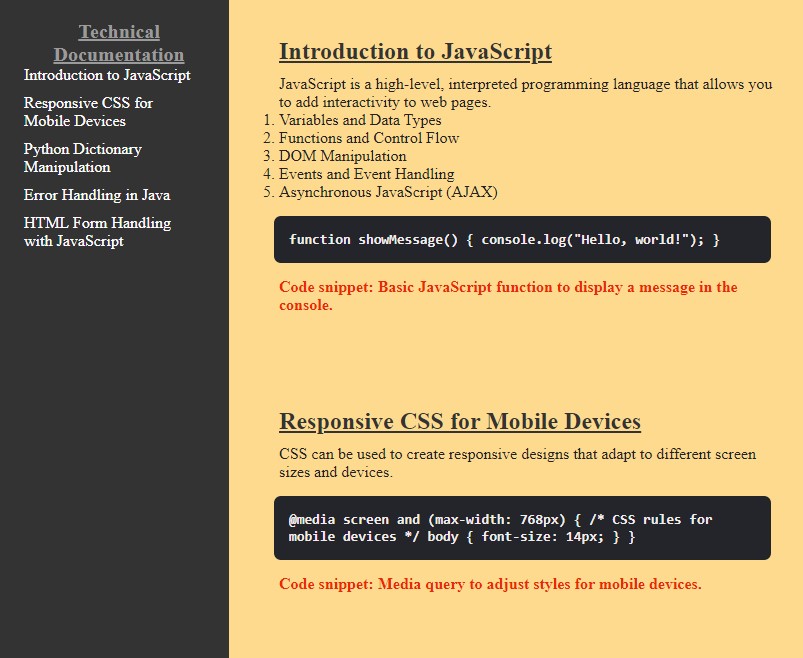 Technical
Documentation
Introduction to JavaScript
Responsive CSS for
Mobile Devices
Python Dictionary
Manipulation
Error Handling in Java
HTML Form Handling
with JavaScript
Introduction to JavaScript
JavaScript is a high-level, interpreted programming language that allows you
to add interactivity to web pages.
1. Variables and Data Types
2. Functions and Control Flow
3. DOM Manipulation
4. Events and Event Handling
5. Asynchronous JavaScript (AJAX)
function showMessage() { console.log("Hello, world!"); }
Code snippet: Basic JavaScript function to display a message in the
console.
Responsive CSS for Mobile Devices
CSS can be used to create responsive designs that adapt to different screen
sizes and devices.
@media screen and (max-width: 768px) { /* CSS rules for
mobile devices */ body { font-size: 14px; } }
Code snippet: Media query to adjust styles for mobile devices.